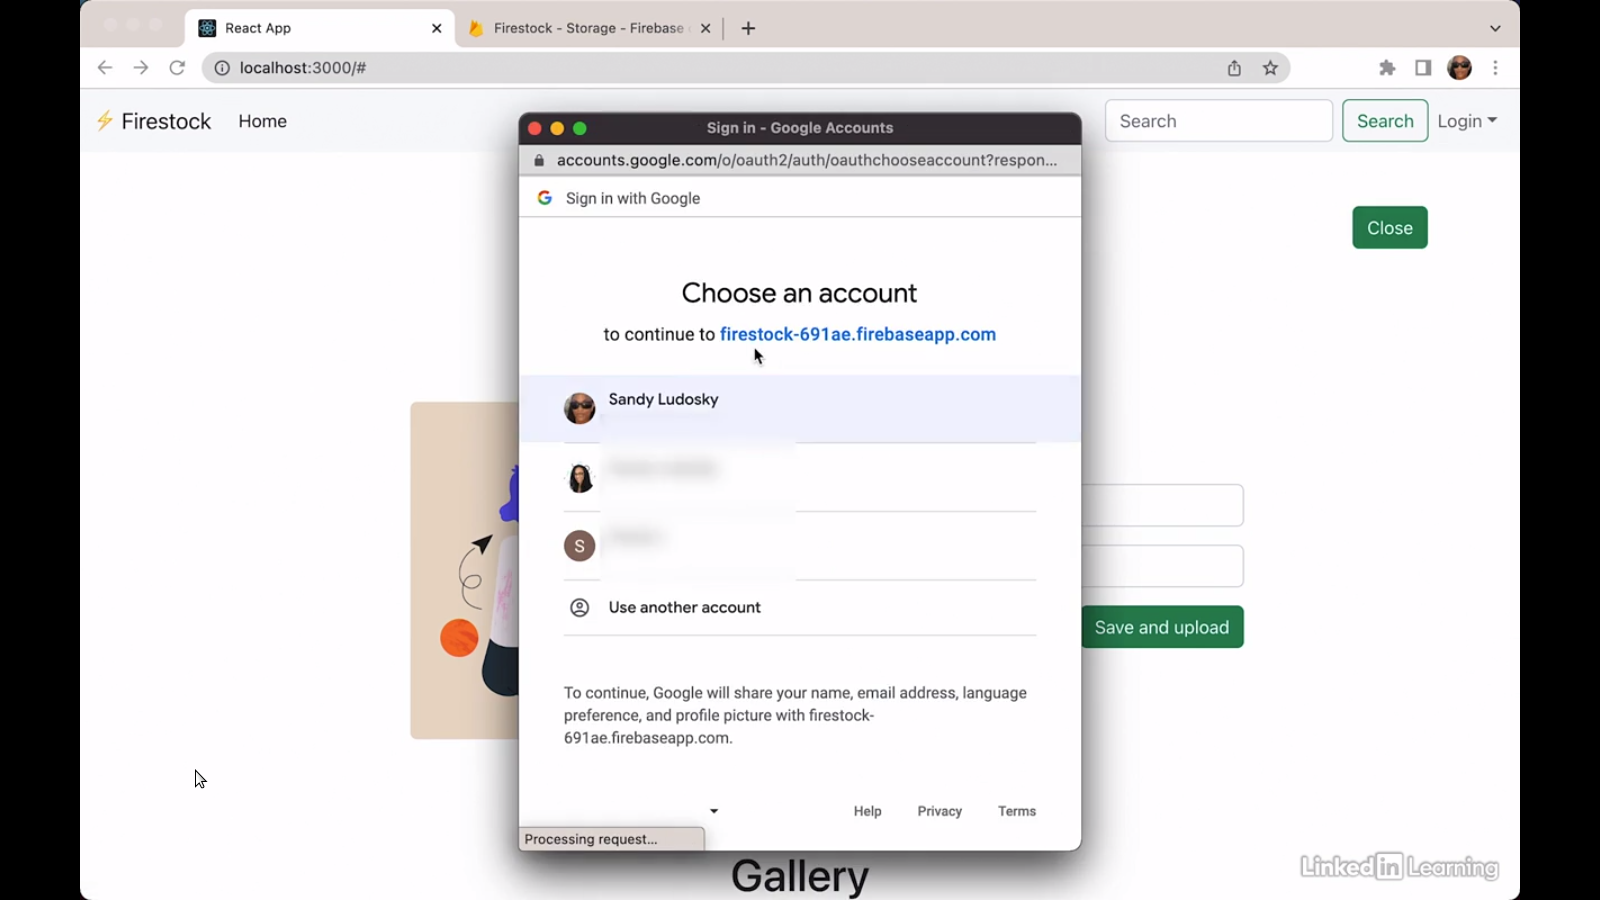 React App
Firestock - Storage - Firebase
localhost:3000/#
Firestock
Home
Search
Search
Login
Close
Sign in - Google Accounts
accounts.google.com/o/oauth2/auth/oauthchooseaccount?respon...
Sign in with Google
Choose an account
to continue to firestock-691ae.firebaseapp.com
Sandy Ludosky
S
Use another account
Save and upload
To continue, Google will share your name, email address, language
preference, and profile picture with firestock-
691ae.firebaseapp.com.
Help
Privacy
Terms
Processing request...
Gallery
LinkedIn Learning